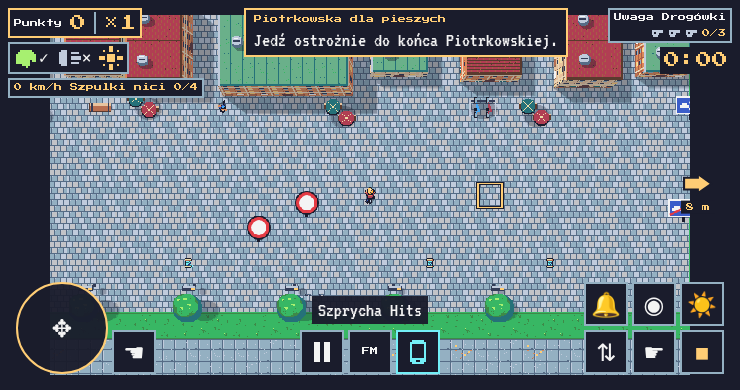 Punkty 0 × 1
Piotrkowska dla pieszych
Jedź ostrożnie do końca Piotrkowskiej.
Uwaga Drogówki
0/3
0:00
0 km/h Szpulki nici 0/4
8 m
Szprycha Hits
FM